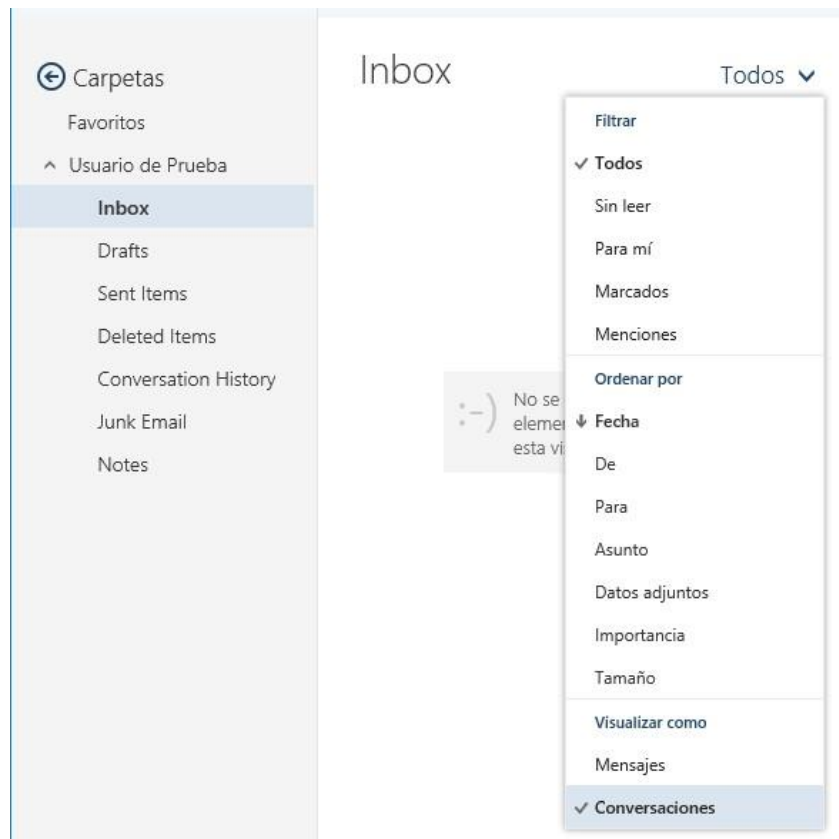 Carpetas
Favoritos
Usuario de Prueba
Inbox
Drafts
Sent Items
Deleted Items
Conversation History
Junk Email
Notes
Inbox
Todos
:-)
No se
esta
Filtrar
Todos
Sin leer
Para mí
Marcados
Menciones
Ordenar por
Fecha
De
Para
Asunto
Datos adjuntos
Importancia
Tamaño
Visualizar como
Mensajes
Conversaciones